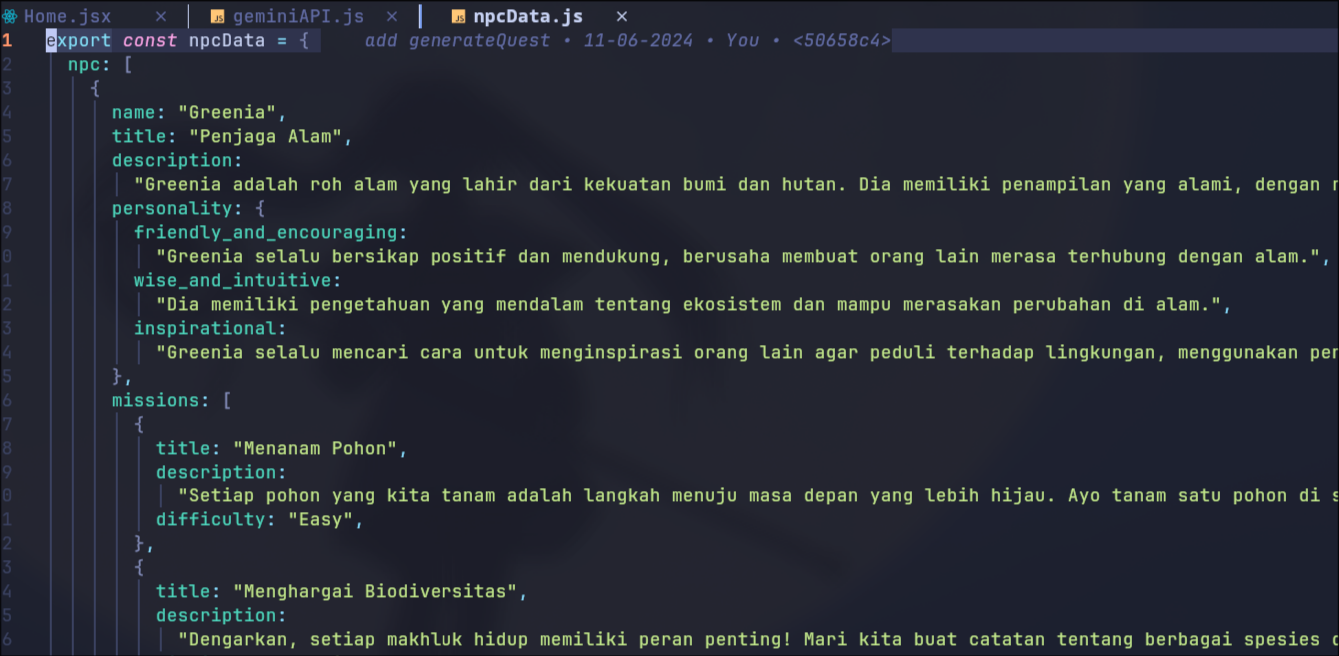 Home.jsx × geminiAPI.js × npcData.js ×
1 export const npcData = { add generateQuest • 11-06-2024 • You • <50658c4>
2 npc: [
3 {
4 name: "Greenia",
5 title: "Penjaga Alam",
6 description:
7 "Greenia adalah roh alam yang lahir dari kekuatan bumi dan hutan. Dia memiliki penampilan yang alami, dengan
8 personality: {
9 friendly_and_encouraging:
0 "Greenia selalu bersikap positif dan mendukung, berusaha membuat orang lain merasa terhubung dengan alam.",
1 wise_and_intuitive:
2 "Dia memiliki pengetahuan yang mendalam tentang ekosistem dan mampu merasakan perubahan di alam.",
3 inspirational:
4 "Greenia selalu mencari cara untuk menginspirasi orang lain agar peduli terhadap lingkungan, menggunakan
5 },
6 missions: [
7 {
8 title: "Menanam Pohon",
9 description:
0 "Setiap pohon yang kita tanam adalah langkah menuju masa depan yang lebih hijau. Ayo tanam satu pohon di
1 difficulty: "Easy",
2 },
3 {
4 title: "Menghargai Biodiversitas",
5 description:
6 "Dengarkan, setiap makhluk hidup memiliki peran penting! Mari kita buat catatan tentang berbagai spesies